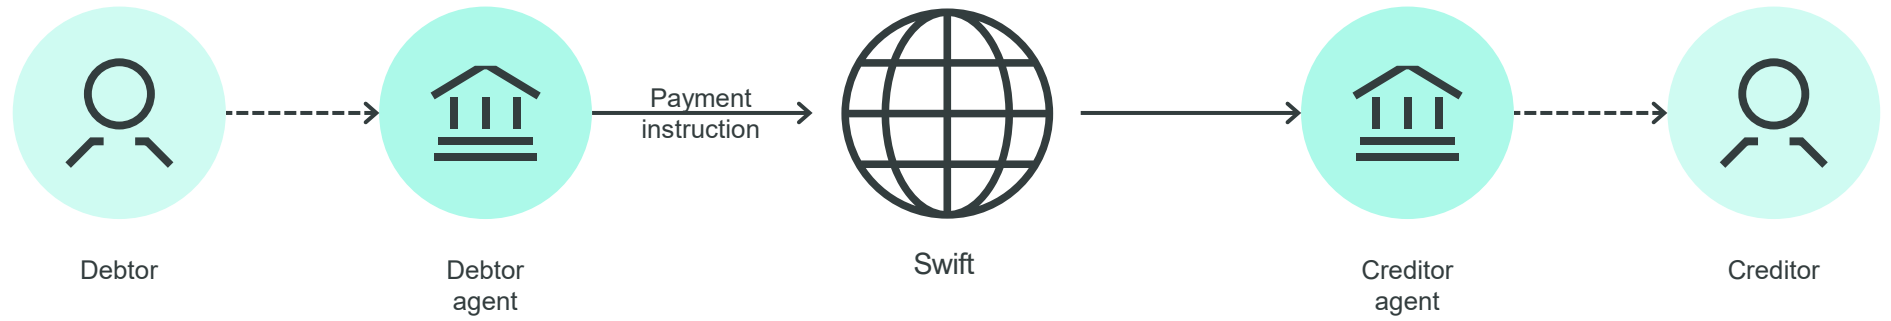 Payment
instruction
Debtor
Debtor
agent
Swift
Creditor
agent
Creditor